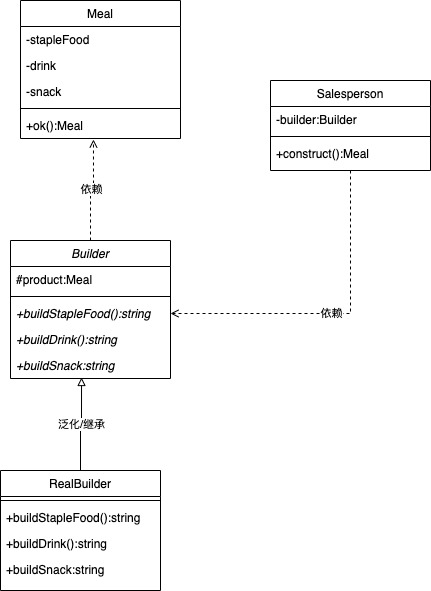 Meal
-stapleFood
-drink
-snack
+ok():Meal
Salesperson
-builder:Builder
+construct():Meal
依赖
Builder
#product:Meal
+buildStapleFood():string
+buildDrink():string
+buildSnack:string
依赖
泛化/继承
RealBuilder
+buildStapleFood():string
+buildDrink():string
+buildSnack:string